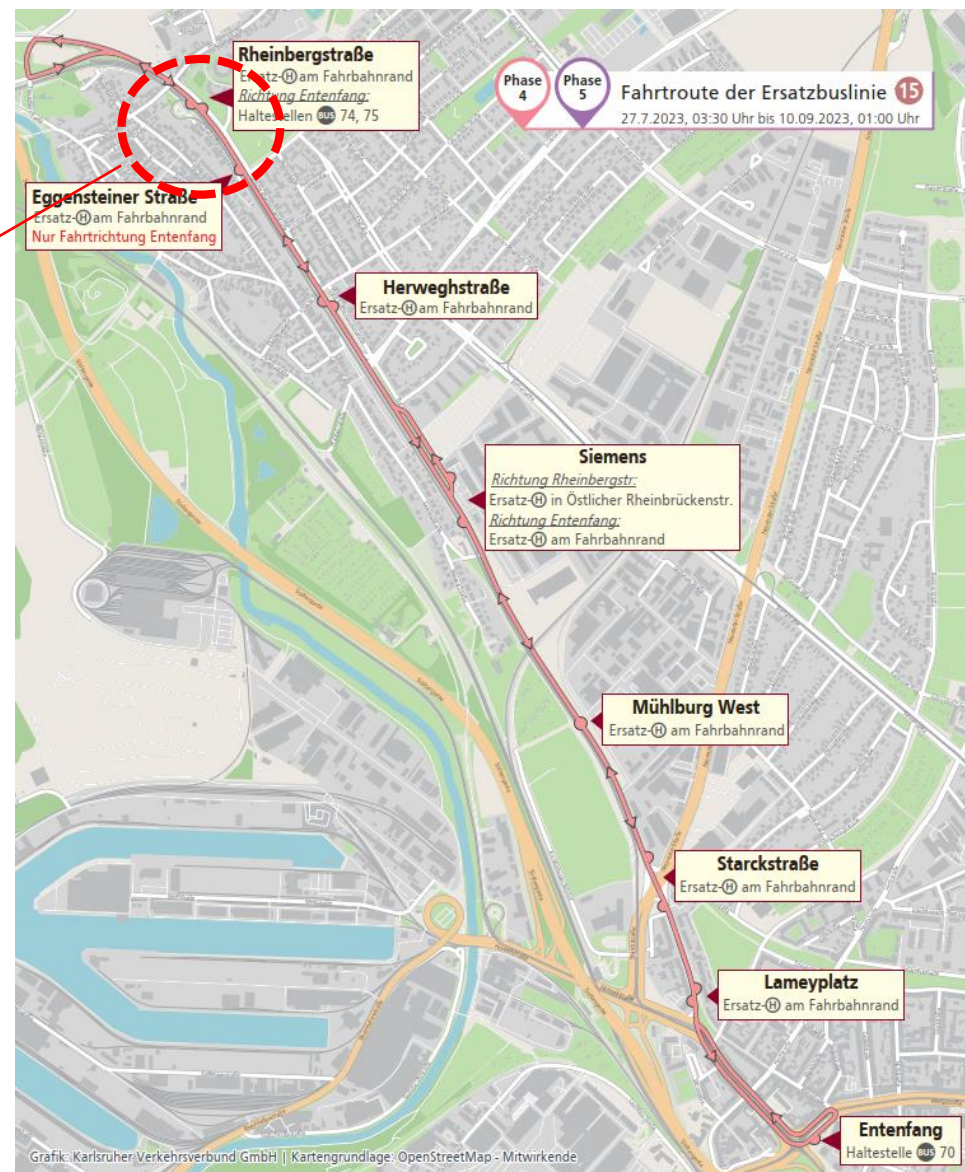 Rheinbergstraße
Ersatz-Ⓗ am Fahrbahnrand
Richtung Entenfang:
Haltestellen BUS 74, 75
Phase 4
Phase 5
Fahrtroute der Ersatzbuslinie 15
27.7.2023, 03:30 Uhr bis 10.09.2023, 01:00 Uhr
Eggensteiner Straße
Ersatz-Ⓗ am Fahrbahnrand
Nur Fahrtrichtung Entenfang
Herweghstraße
Ersatz-Ⓗ am Fahrbahnrand
Siemens
Richtung Rheinbergstr:
Ersatz-Ⓗ in Östlicher Rheinbrückenstr.
Richtung Entenfang:
Ersatz-Ⓗ am Fahrbahnrand
Mühlburg West
Ersatz-Ⓗ am Fahrbahnrand
Starckstraße
Ersatz-Ⓗ am Fahrbahnrand
Lameyplatz
Ersatz-Ⓗ am Fahrbahnrand
Entenfang
Haltestelle BUS 70
Grafik: Karlsruher Verkehrsverbund GmbH | Kartengrundlage: OpenStreetMap - Mitwirkende